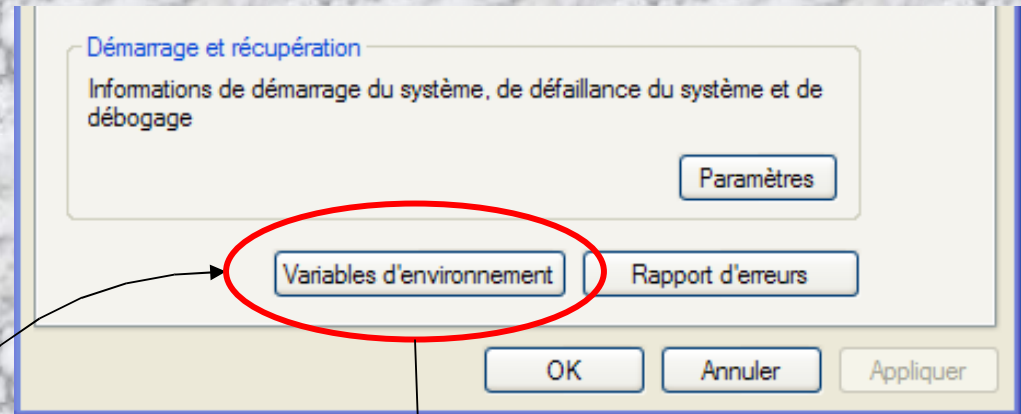 Démarrage et récupération
Informations de démarrage du système, de défaillance du système et de
débogage
Paramètres
Variables d'environnement Rapport d'erreurs
OK Annuler Appliquer